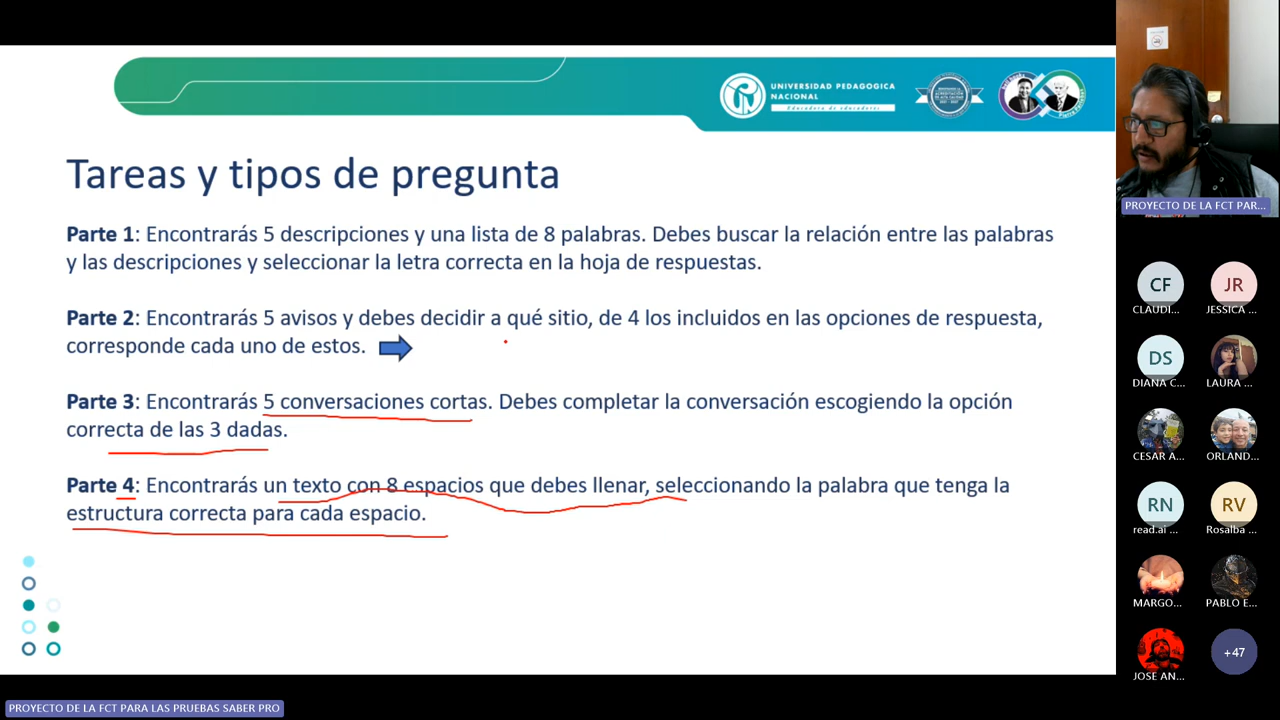 UNIVERSIDAD PEDAGOGICA
NACIONAL
Educadora de educadores
Tareas y tipos de pregunta
Parte 1: Encontrarás 5 descripciones y una lista de 8 palabras. Debes buscar la relación entre las palabras
y las descripciones y seleccionar la letra correcta en la hoja de respuestas.
Parte 2: Encontrarás 5 avisos y debes decidir a qué sitio, de 4 los incluidos en las opciones de respuesta,
corresponde cada uno de estos.
Parte 3: Encontrarás 5 conversaciones cortas. Debes completar la conversación escogiendo la opción
correcta de las 3 dadas.
Parte 4: Encontrarás un texto con 8 espacios que debes llenar, seleccionando la palabra que tenga la
estructura correcta para cada espacio.
PROYECTO DE LA FCT PAR...
CF
JR
CLAUDI...
JESSICA ...
DS
DIANA C...
LAURA ...
CESAR A...
ORLAND...
RN
RV
read.ai ...
Rosalba ...
MARGO...
PABLO E...
JOSE AN...
+47
PROYECTO DE LA FCT PARA LAS PRUEBAS SABER PRO